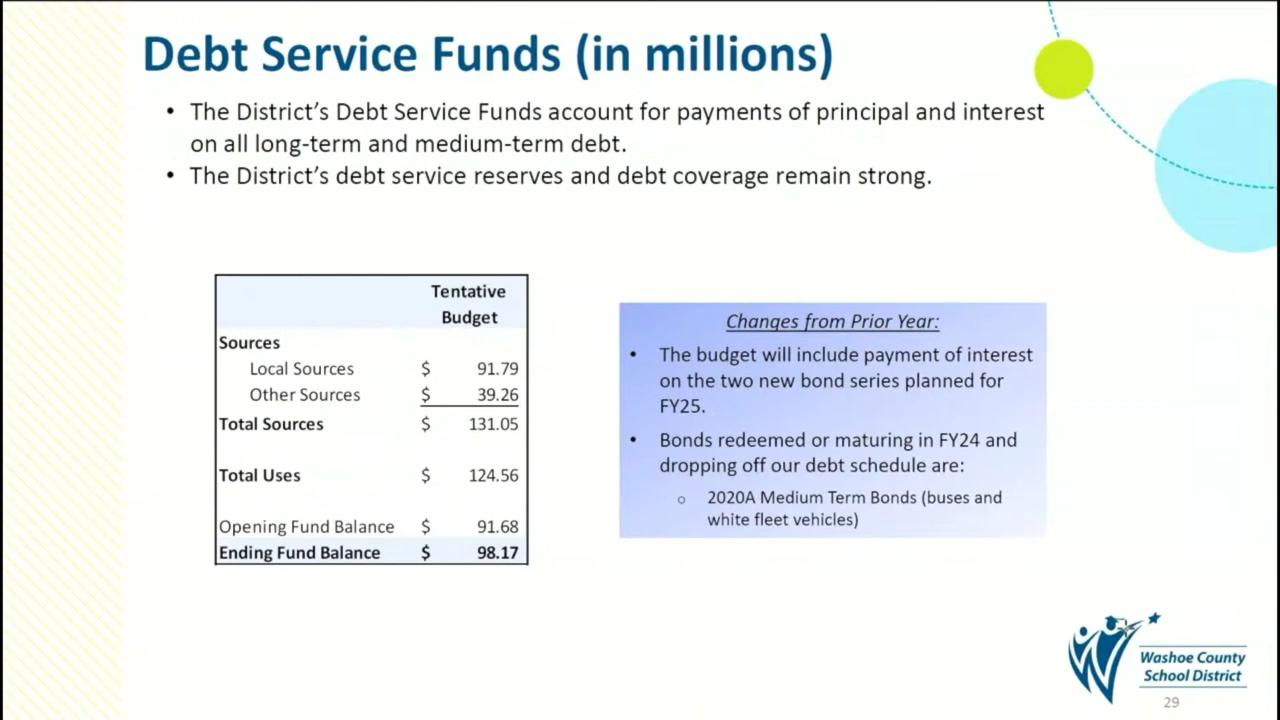 Debt Service Funds (in millions)
• The District’s Debt Service Funds account for payments of principal and interest
on all long-term and medium-term debt.
• The District’s debt service reserves and debt coverage remain strong.
Tentative
Budget
Sources
Local Sources $ 91.79
Other Sources $ 39.26
Total Sources $ 131.05
Total Uses $ 124.56
Opening Fund Balance $ 91.68
Ending Fund Balance $ 98.17
Changes from Prior Year:
• The budget will include payment of interest
on the two new bond series planned for
FY25.
• Bonds redeemed or maturing in FY24 and
dropping off our debt schedule are:
o 2020A Medium Term Bonds (buses and
white fleet vehicles)
Washoe County
School District
29